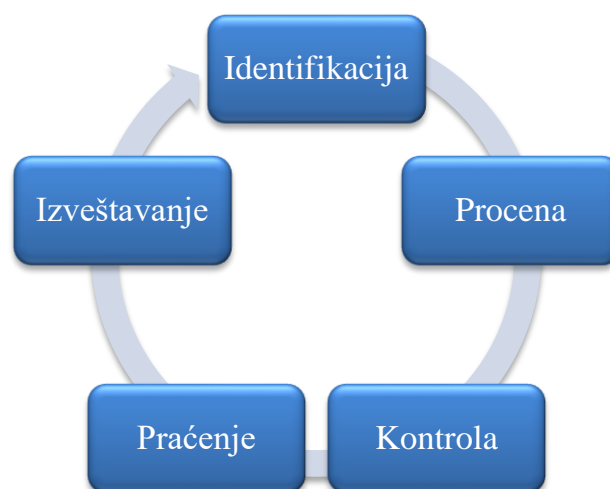 Identifikacija
Procena
Kontrola
Praćenje
Izveštavanje